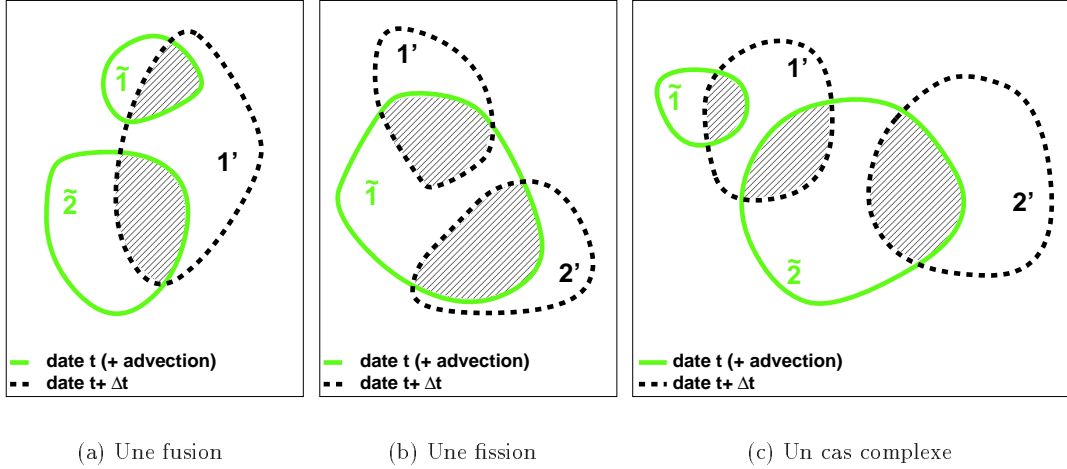 1̃
1'
2̃
date t (+ advection)
date t+ Δt
(a) Une fusion
1'
1̃
2'
date t (+ advection)
date t+ Δt
(b) Une fission
1'
1̃
2'
2̃
date t (+ advection)
date t+ Δt
(c) Un cas complexe